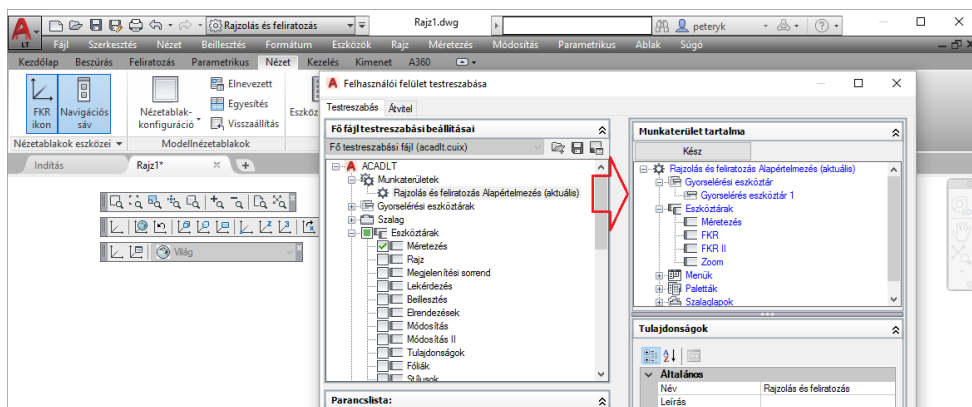 Rajzolás és feliratozás
Rajz1.dwg
peteryk
LT
Fájl Szerkesztés Nézet Beillesztés Formátum Eszközök Rajz Méretezés Módosítás Parametrikus Ablak Súgó
Kezdőlap Beszúrás Feliratozás Parametrikus Nézet Kezelés Kimenet A360
FKR ikon
Navigációs sáv
Nézetablak-konfiguráció
Elnevezett
Egyesítés
Visszaállítás
Eszköz
Nézetablakok eszközei
Modellnézetablakok
Indítás
Rajz1*
Világ
Felhasználói felület testreszabása
Testreszabás Átvitel
Fő fájl testreszabási beállításai
Fő testreszabási fájl (acadlt.cuix)
ACADLT
Munkaterületek
Rajzolás és feliratozás Alapértelmezés (aktuális)
Gyorselérési eszköztárak
Szalag
Eszköztárak
Méretezés
Rajz
Megjelenítési sorrend
Lekérdezés
Beillesztés
Elrendezések
Módosítás
Módosítás II
Tulajdonságok
Fóliák
Stílusok
Parancslista:
Munkaterület tartalma
Kész
Rajzolás és feliratozás Alapértelmezés (aktuális)
Gyorselérési eszköztár
Gyorselérés eszköztár 1
Eszköztárak
Méretezés
FKR
FKR II
Zoom
Menük
Paletták
Szalaglapok
Tulajdonságok
Általános
Név Rajzolás és feliratozás
Leírás